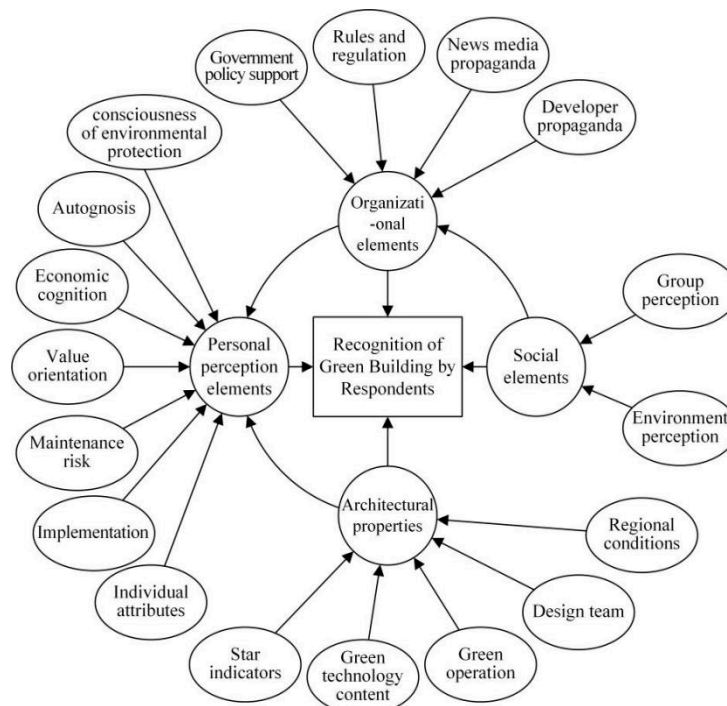 Government
policy support
Rules and
regulation
News media
propaganda
Developer
propaganda
consciousness
of environmental
protection
Autognosis
Economic
cognition
Value
orientation
Maintenance
risk
Implementation
Individual
attributes
Organizati
-onal
elements
Personal
perception
elements
Recognition of
Green Building by
Respondents
Social
elements
Group
perception
Environment
perception
Architectural
properties
Regional
conditions
Design team
Green
operation
Green
technology
content
Star
indicators